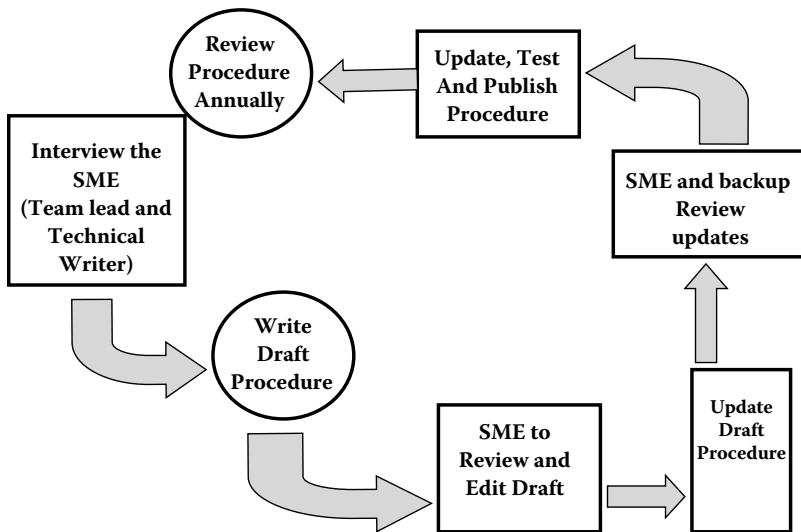 Review
Procedure
Annually
Update, Test
And Publish
Procedure
Interview the
SME
(Team lead and
Technical
Writer)
SME and backup
Review
updates
Write
Draft
Procedure
SME to
Review and
Edit Draft
Update
Draft
Procedure